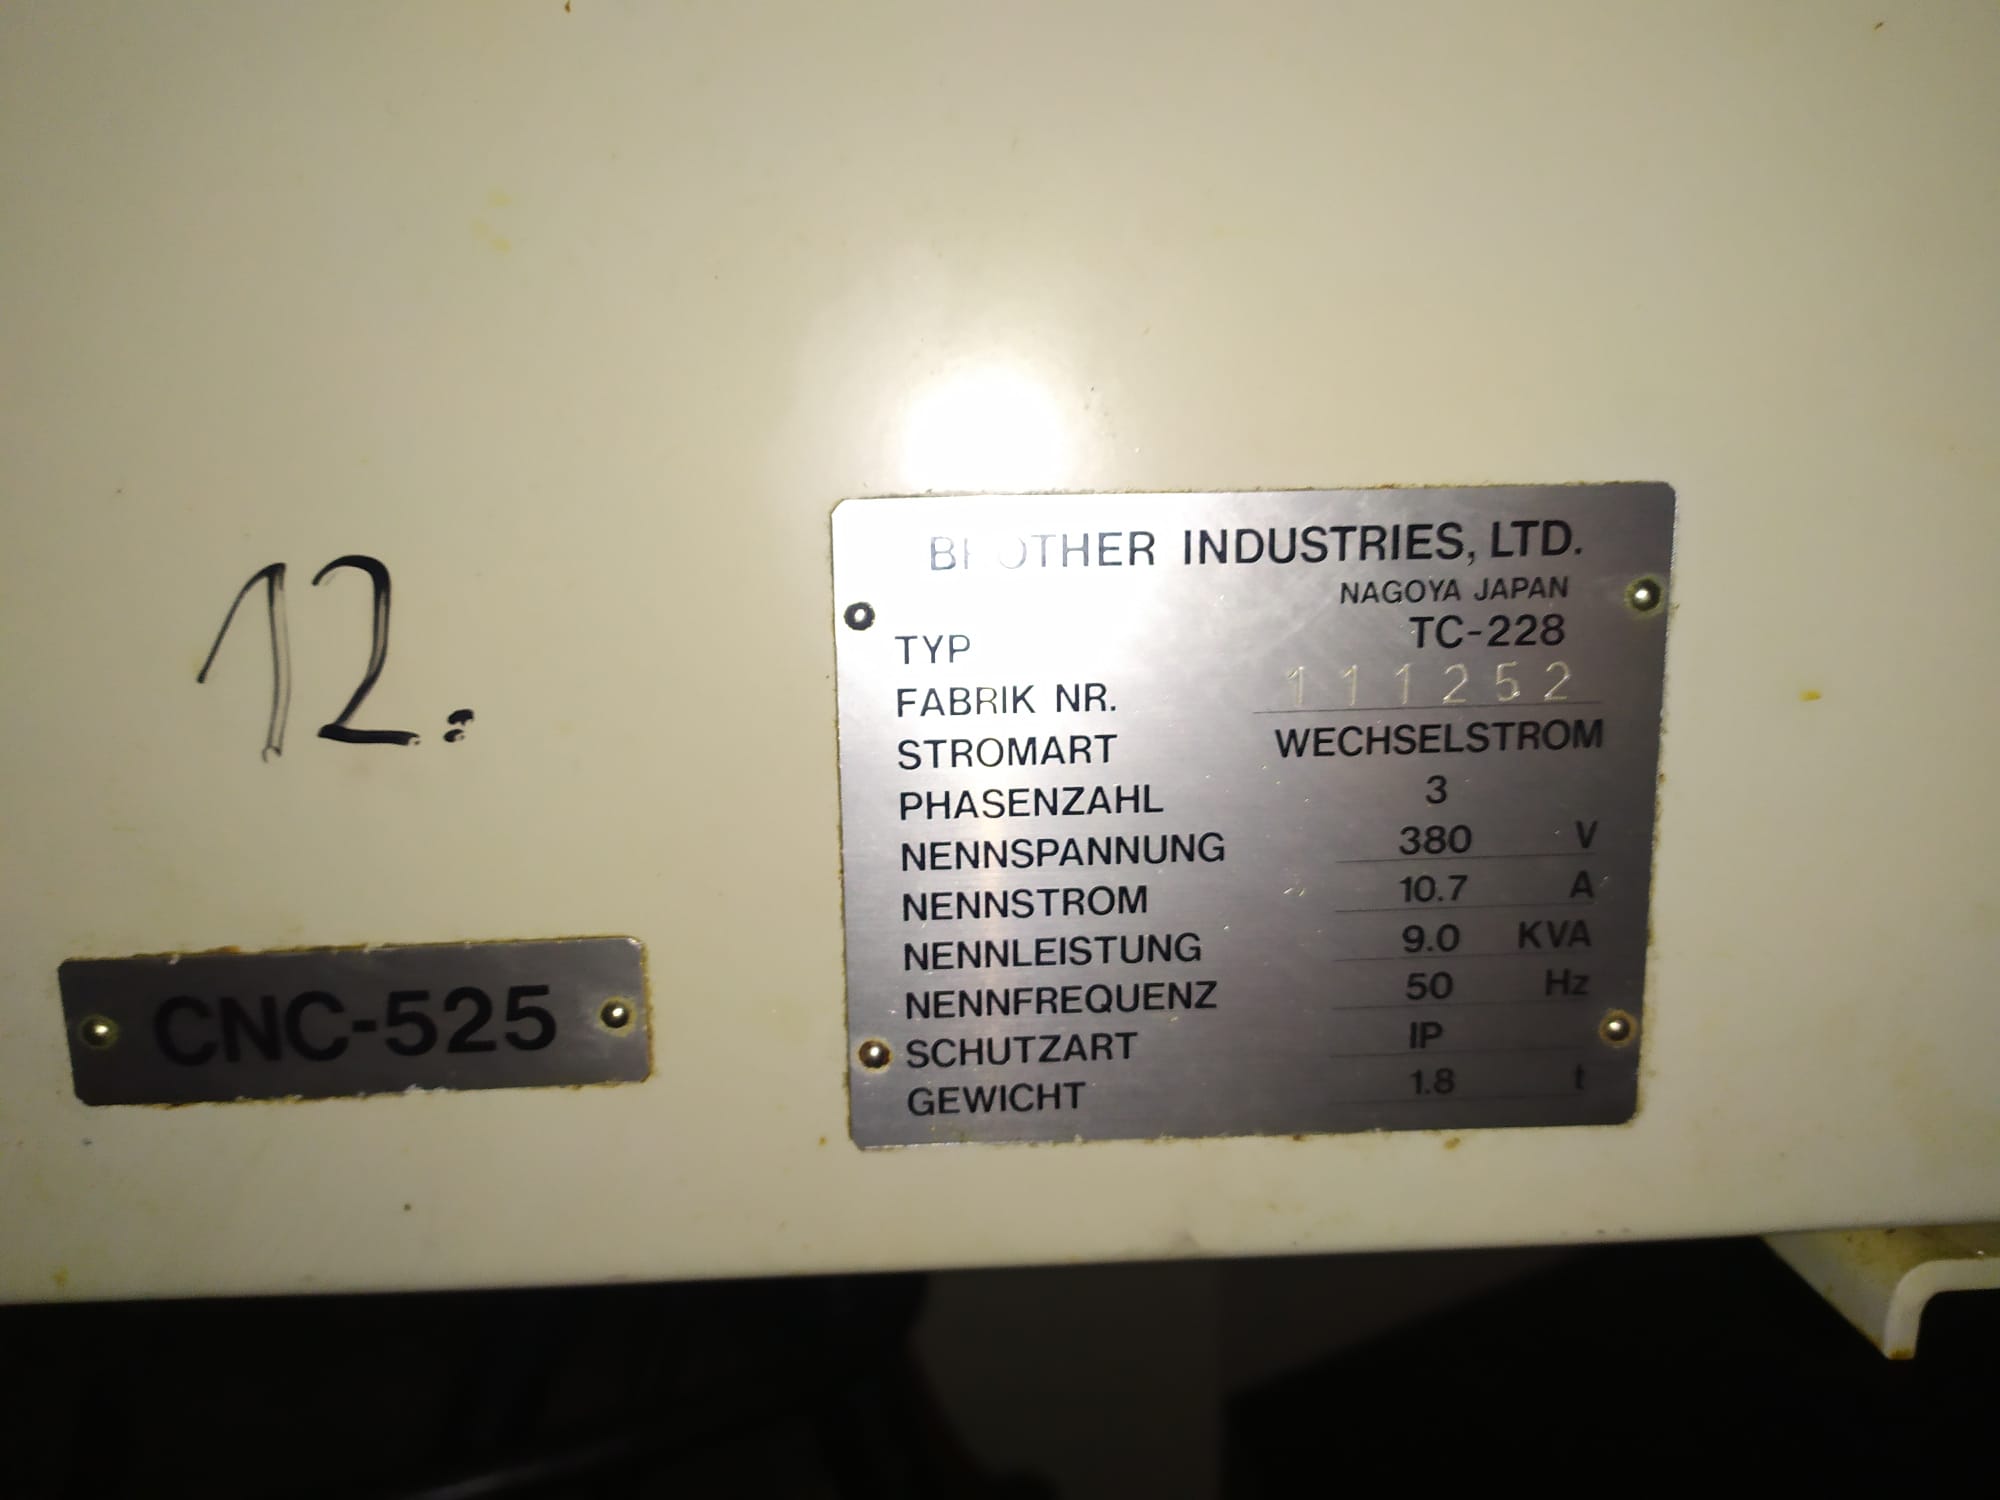 BROTHER INDUSTRIES, LTD.
NAGOYA JAPAN
TYP TC-228
FABRIK NR. 111252
STROMART WECHSELSTROM
PHASENZAHL 3
NENNSPANNUNG 380 V
NENNSTROM 10.7 A
NENNLEISTUNG 9.0 KVA
NENNFREQUENZ 50 Hz
SCHUTZART IP
GEWICHT 1.8 t
12.
CNC-525